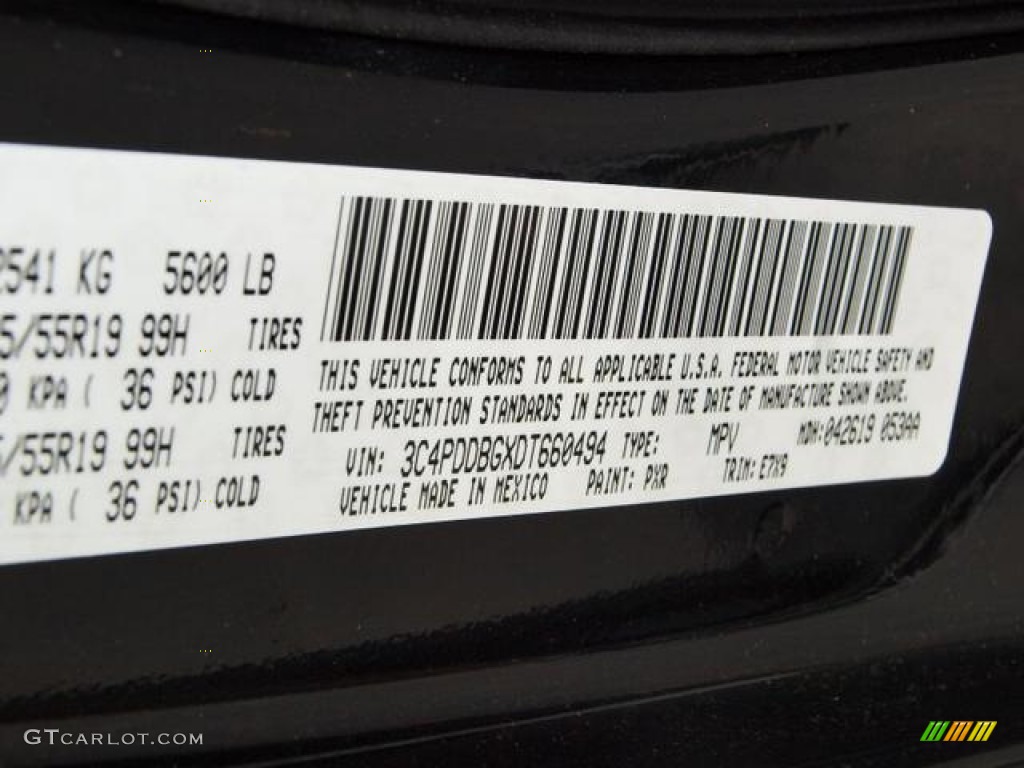 2541 KG 5600 LB
5/55R19 99H TIRES
0 KPA ( 36 PSI) COLD
5/55R19 99H TIRES
KPA ( 36 PSI) COLD
THIS VEHICLE CONFORMS TO ALL APPLICABLE U.S.A. FEDERAL MOTOR VEHICLE SAFETY AND
THEFT PREVENTION STANDARDS IN EFFECT ON THE DATE OF MANUFACTURE SHOWN ABOVE.
VIN: 3C4PDDBGXDT660494 TYPE: MPV MDH:042619 053AA
VEHICLE MADE IN MEXICO PAINT: PXR TRIM: E7X9
GTCARLOT.COM